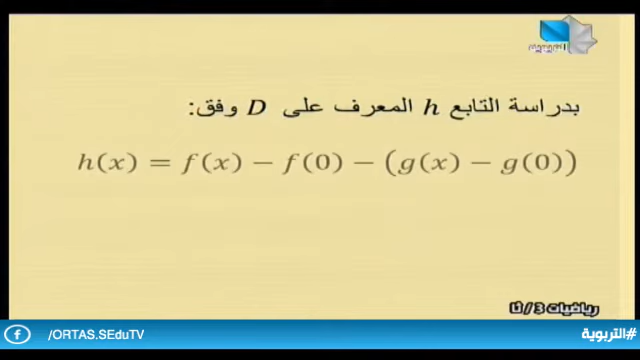 بدراسة التابع h المعرف على D وفق:
h(x) = f(x) − f(0) − (g(x) − g(0))
رياضيات 3/ ثا
/ORTAS.SEduTV
#التربوية